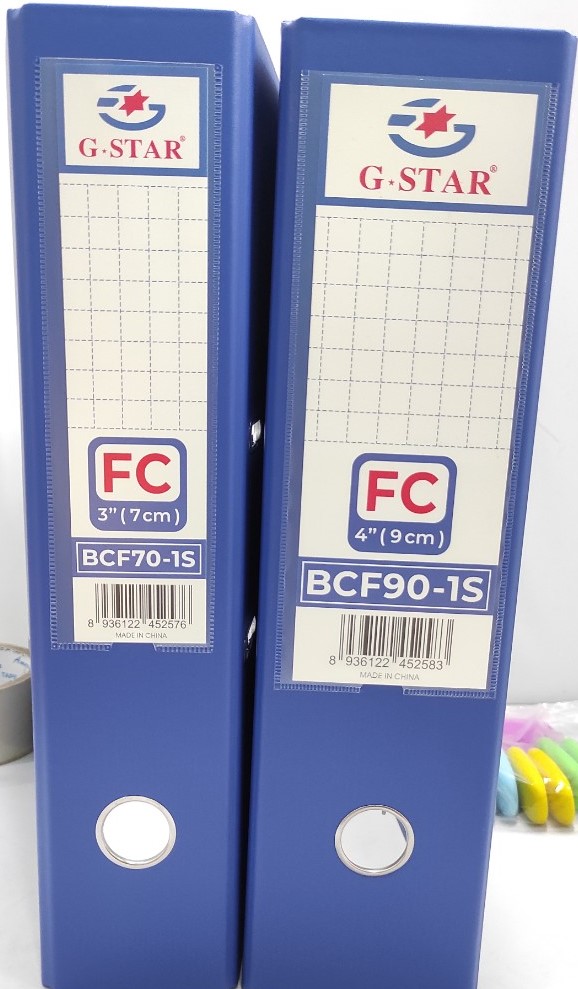 G★STAR®
FC
3”(7cm)
BCF70-1S
8 936122 452576
MADE IN CHINA
G★STAR®
FC
4”(9cm)
BCF90-1S
8 936122 452583
MADE IN CHINA
TAPE